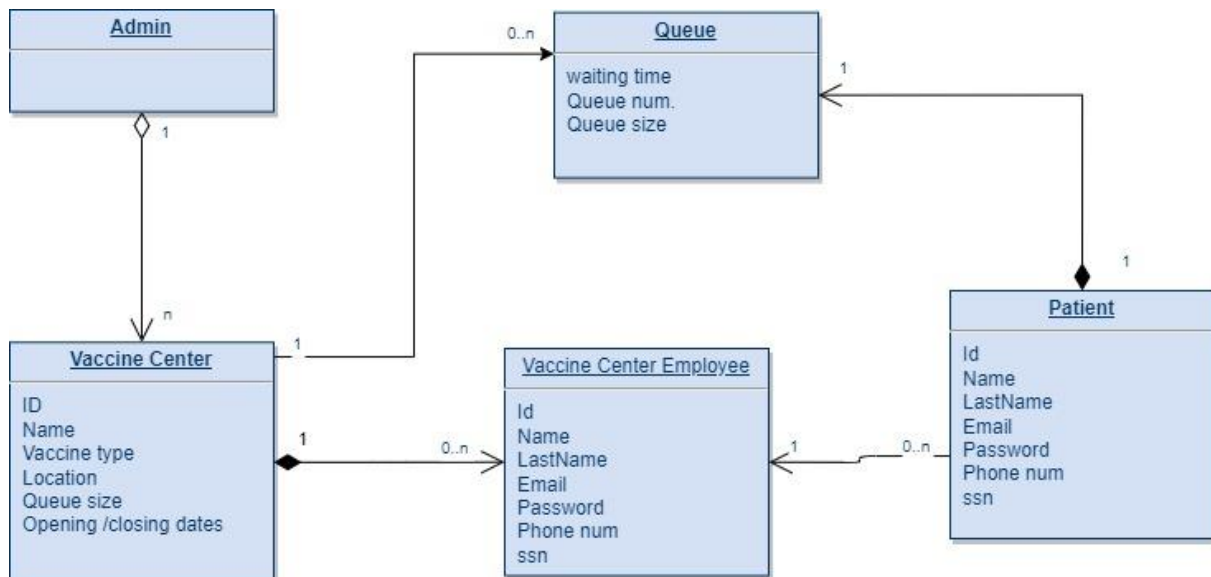 Admin
1
n
0..n
Queue
waiting time
Queue num.
Queue size
1
1
Vaccine Center
ID
Name
Vaccine type
Location
Queue size
Opening /closing dates
1
1
0..n
Vaccine Center Employee
Id
Name
LastName
Email
Password
Phone num
ssn
1
0..n
Patient
Id
Name
LastName
Email
Password
Phone num
ssn